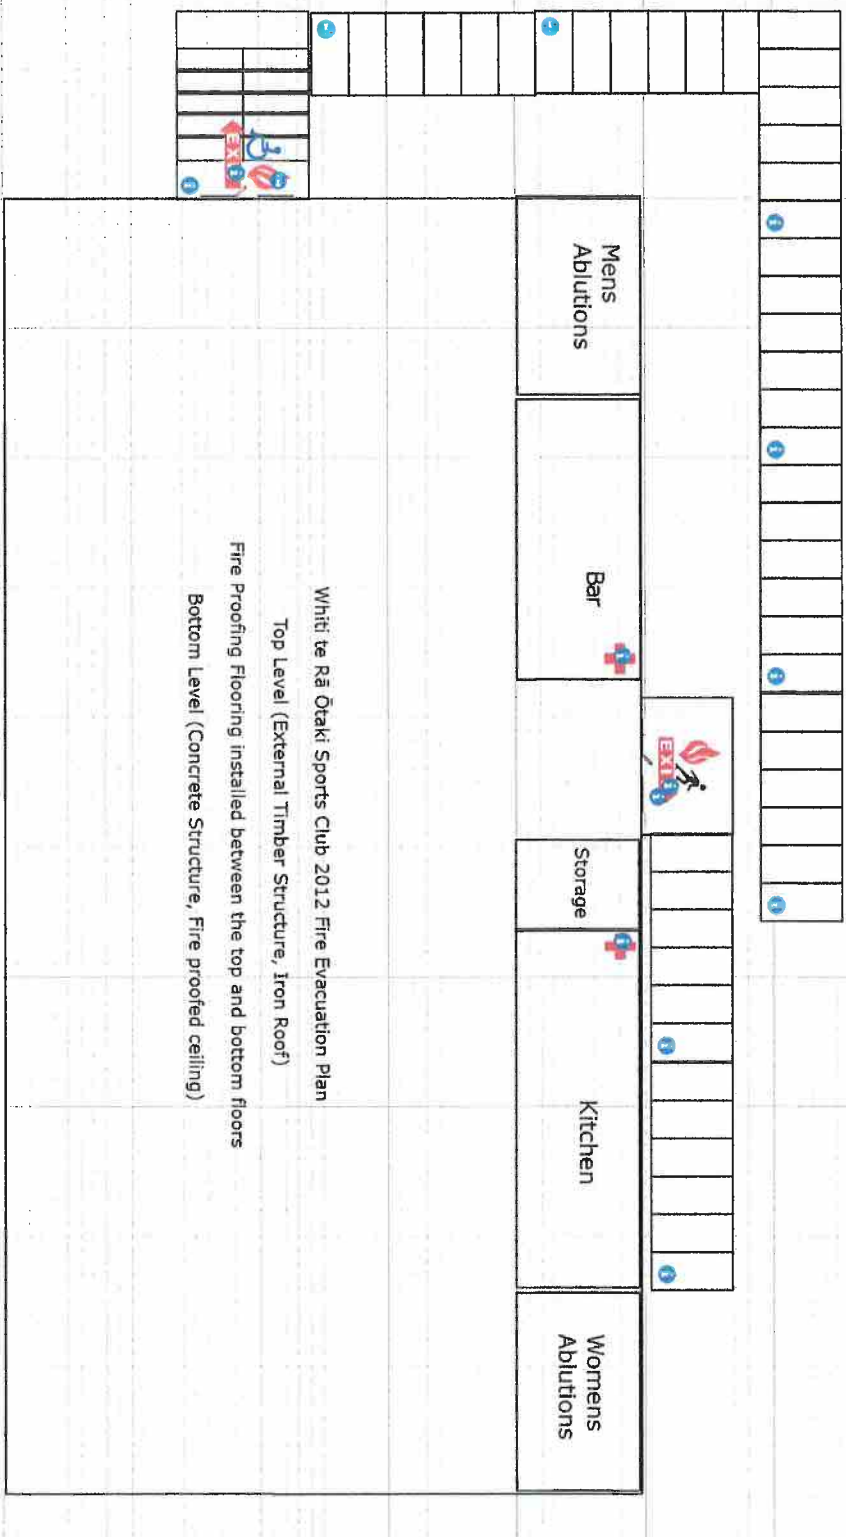 Mens
Ablutions
Bar
Storage
Kitchen
Womens
Ablutions
EXI
EXI
Whiti te Rā Ōtaki Sports Club 2012 Fire Evacuation Plan
Top Level (External Timber Structure, Iron Roof)
Fire Proofing Flooring installed between the top and bottom floors
Bottom Level (Concrete Structure, Fire proofed ceiling)